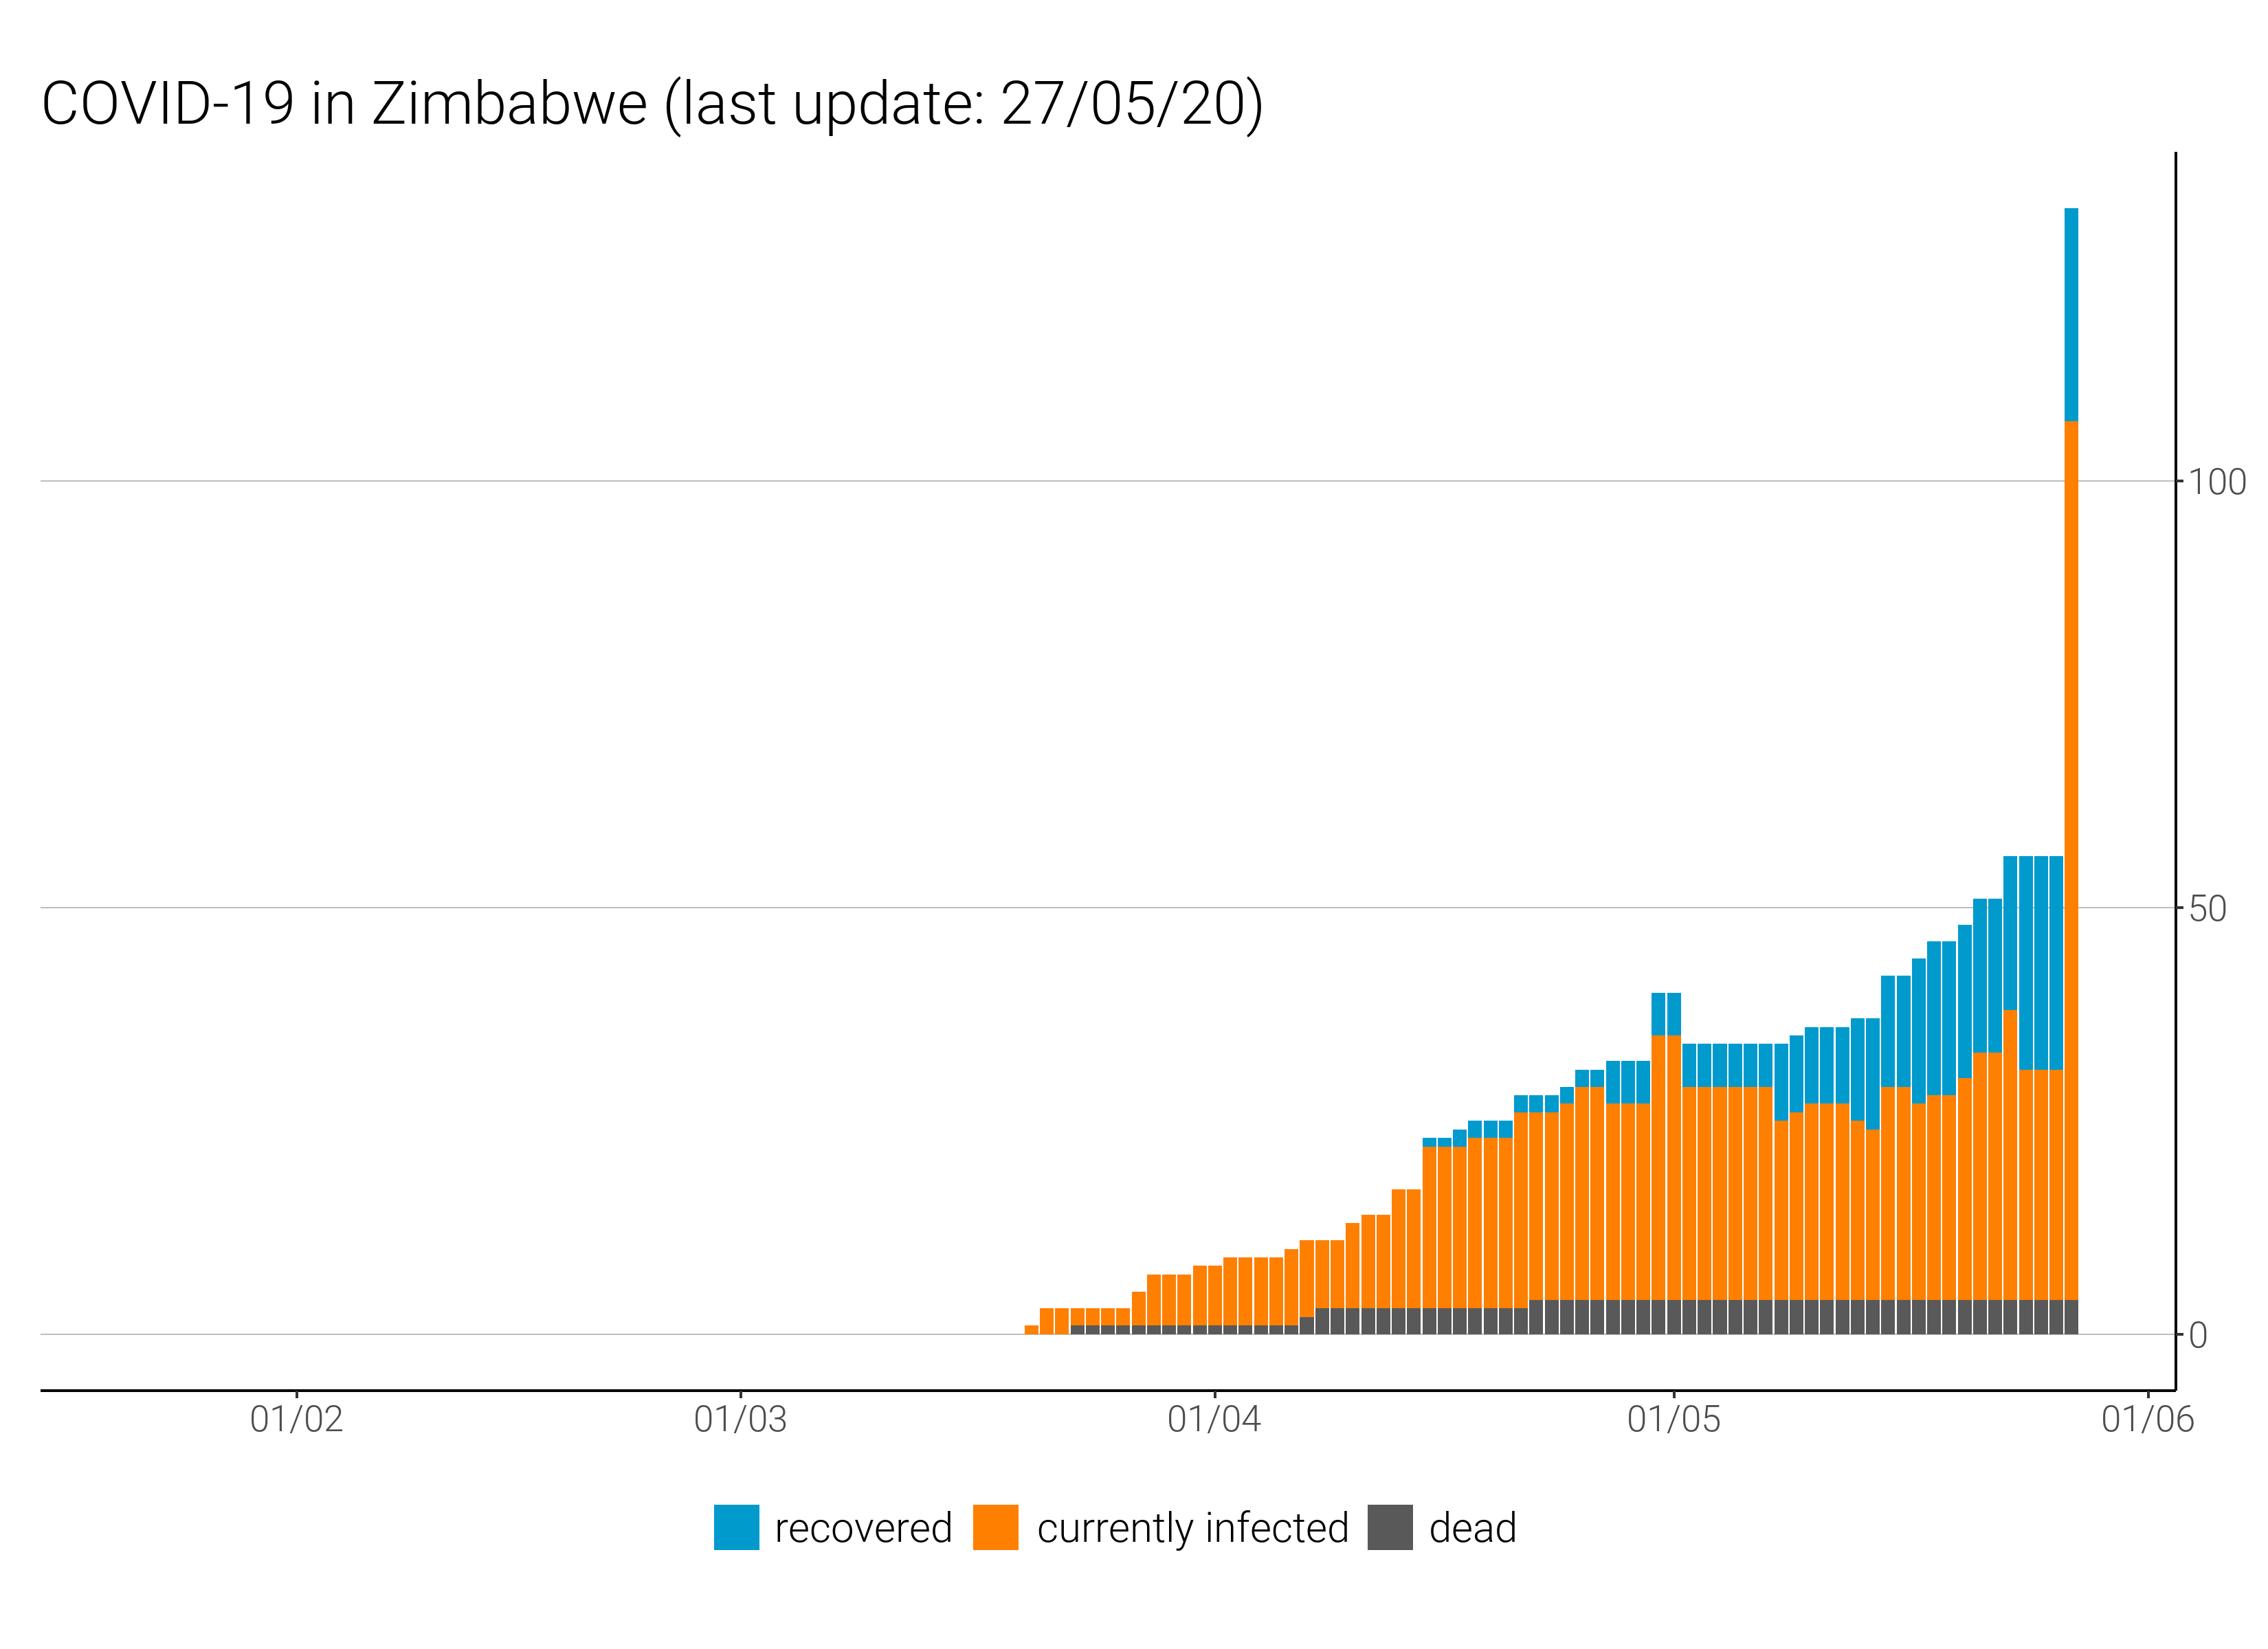 COVID-19 in Zimbabwe (last update: 27/05/20)
100
50
0
01/02 01/03 01/04 01/05 01/06
recovered currently infected dead